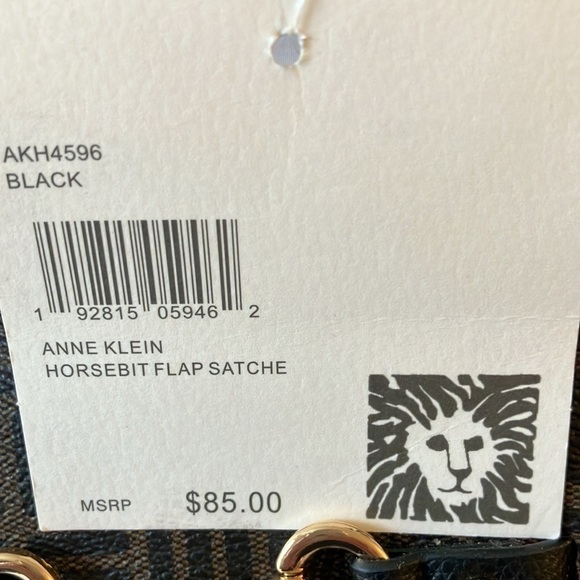 AKH4596
BLACK
1 92815 05946 2
ANNE KLEIN
HORSEBIT FLAP SATCHE
MSRP $85.00